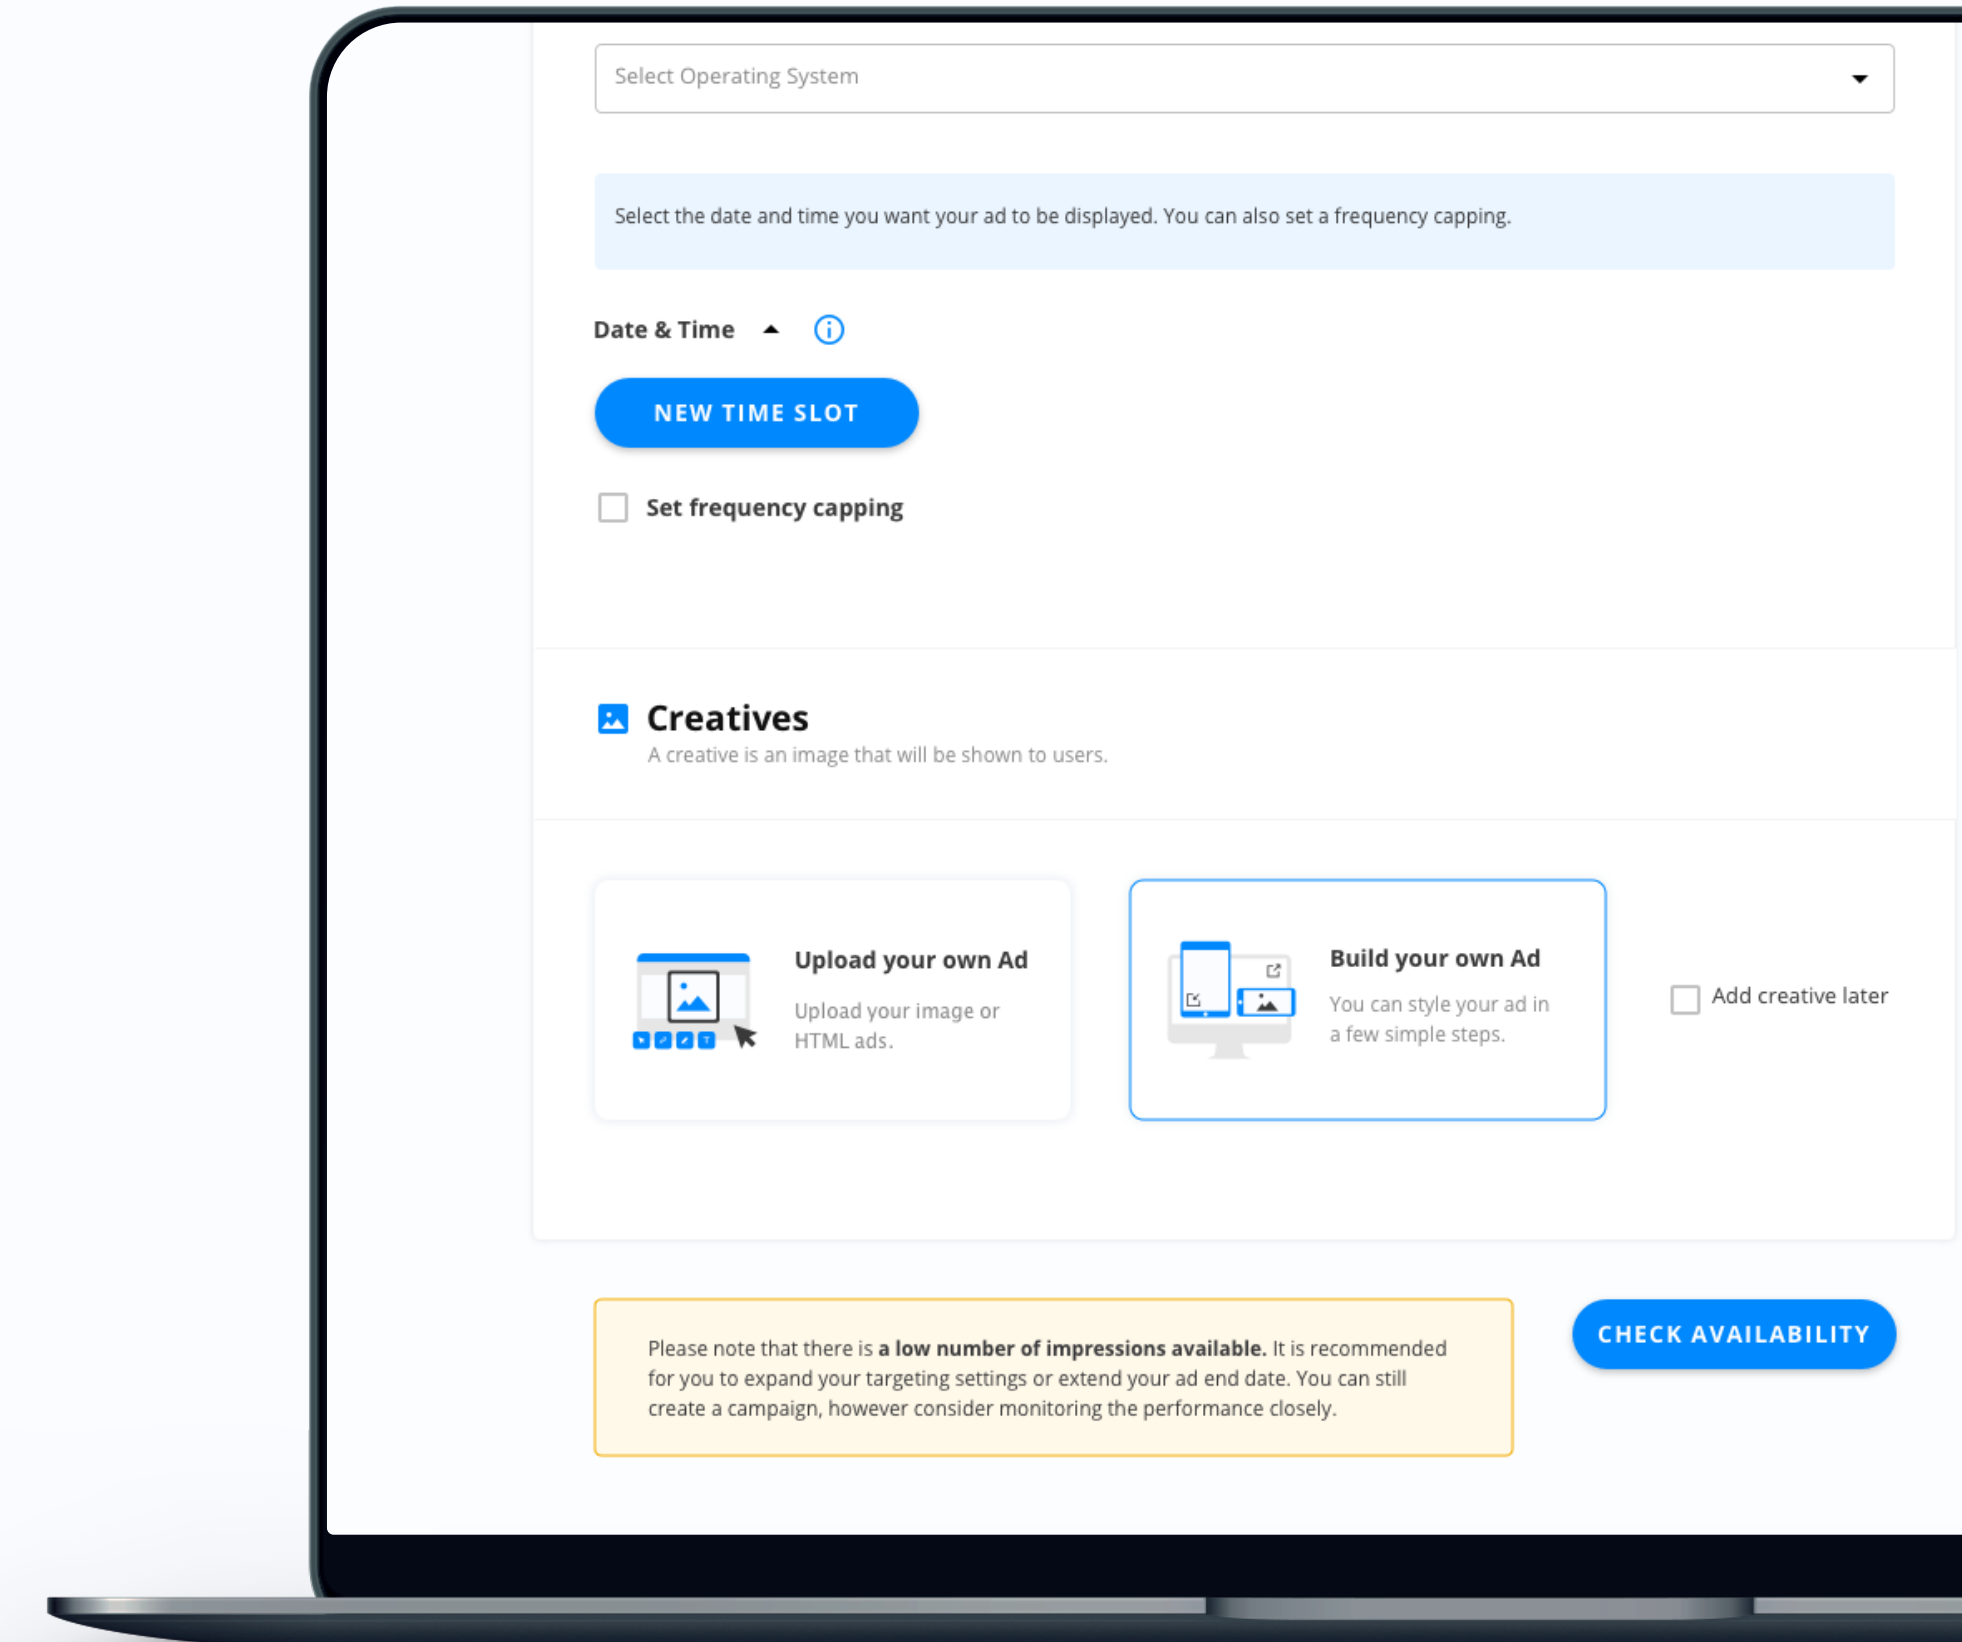 Select Operating System
Select the date and time you want your ad to be displayed. You can also set a frequency capping.
Date & Time
NEW TIME SLOT
Set frequency capping
Creatives
A creative is an image that will be shown to users.
Upload your own Ad
Upload your image or
HTML ads.
Build your own Ad
You can style your ad in
a few simple steps.
Add creative later
Please note that there is a low number of impressions available. It is recommended
for you to expand your targeting settings or extend your ad end date. You can still
create a campaign, however consider monitoring the performance closely.
CHECK AVAILABILITY